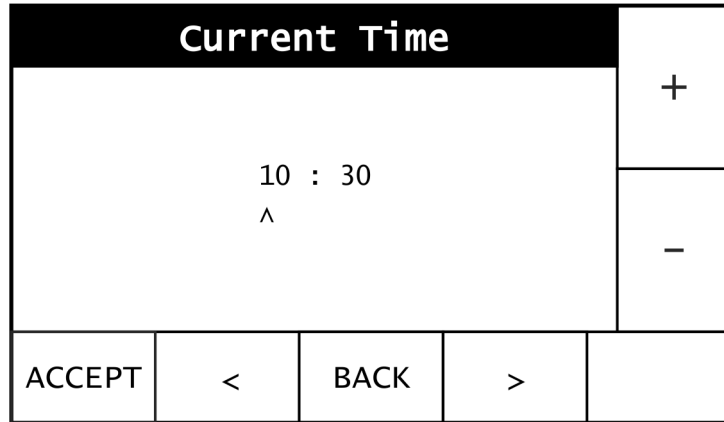 Current Time
+
10 : 30
^
-
ACCEPT < BACK >